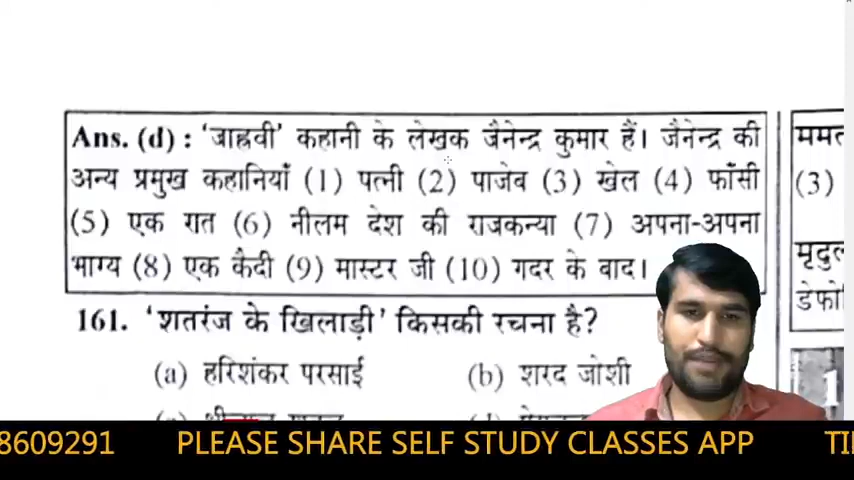 Ans. (d) : 'जाह्नवी' कहानी के लेखक जैनेन्द्र कुमार हैं। जैनेन्द्र की
अन्य प्रमुख कहानियाँ (1) पत्नी (2) पाजेब (3) खेल (4) फाँसी
(5) एक रात (6) नीलम देश की राजकन्या (7) अपना-अपना
भाग्य (8) एक कैदी (9) मास्टर जी (10) गदर के बाद।
161. 'शतरंज के खिलाड़ी' किसकी रचना है?
(a) हरिशंकर परसाई (b) शरद जोशी
(3)
8609291 PLEASE SHARE SELF STUDY CLASSES APP